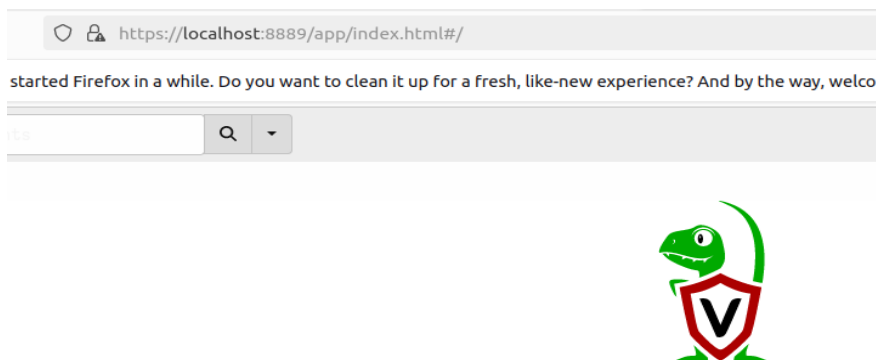 https://localhost:8889/app/index.html#/
started Firefox in a while. Do you want to clean it up for a fresh, like-new experience? And by the way, welco
ts
V